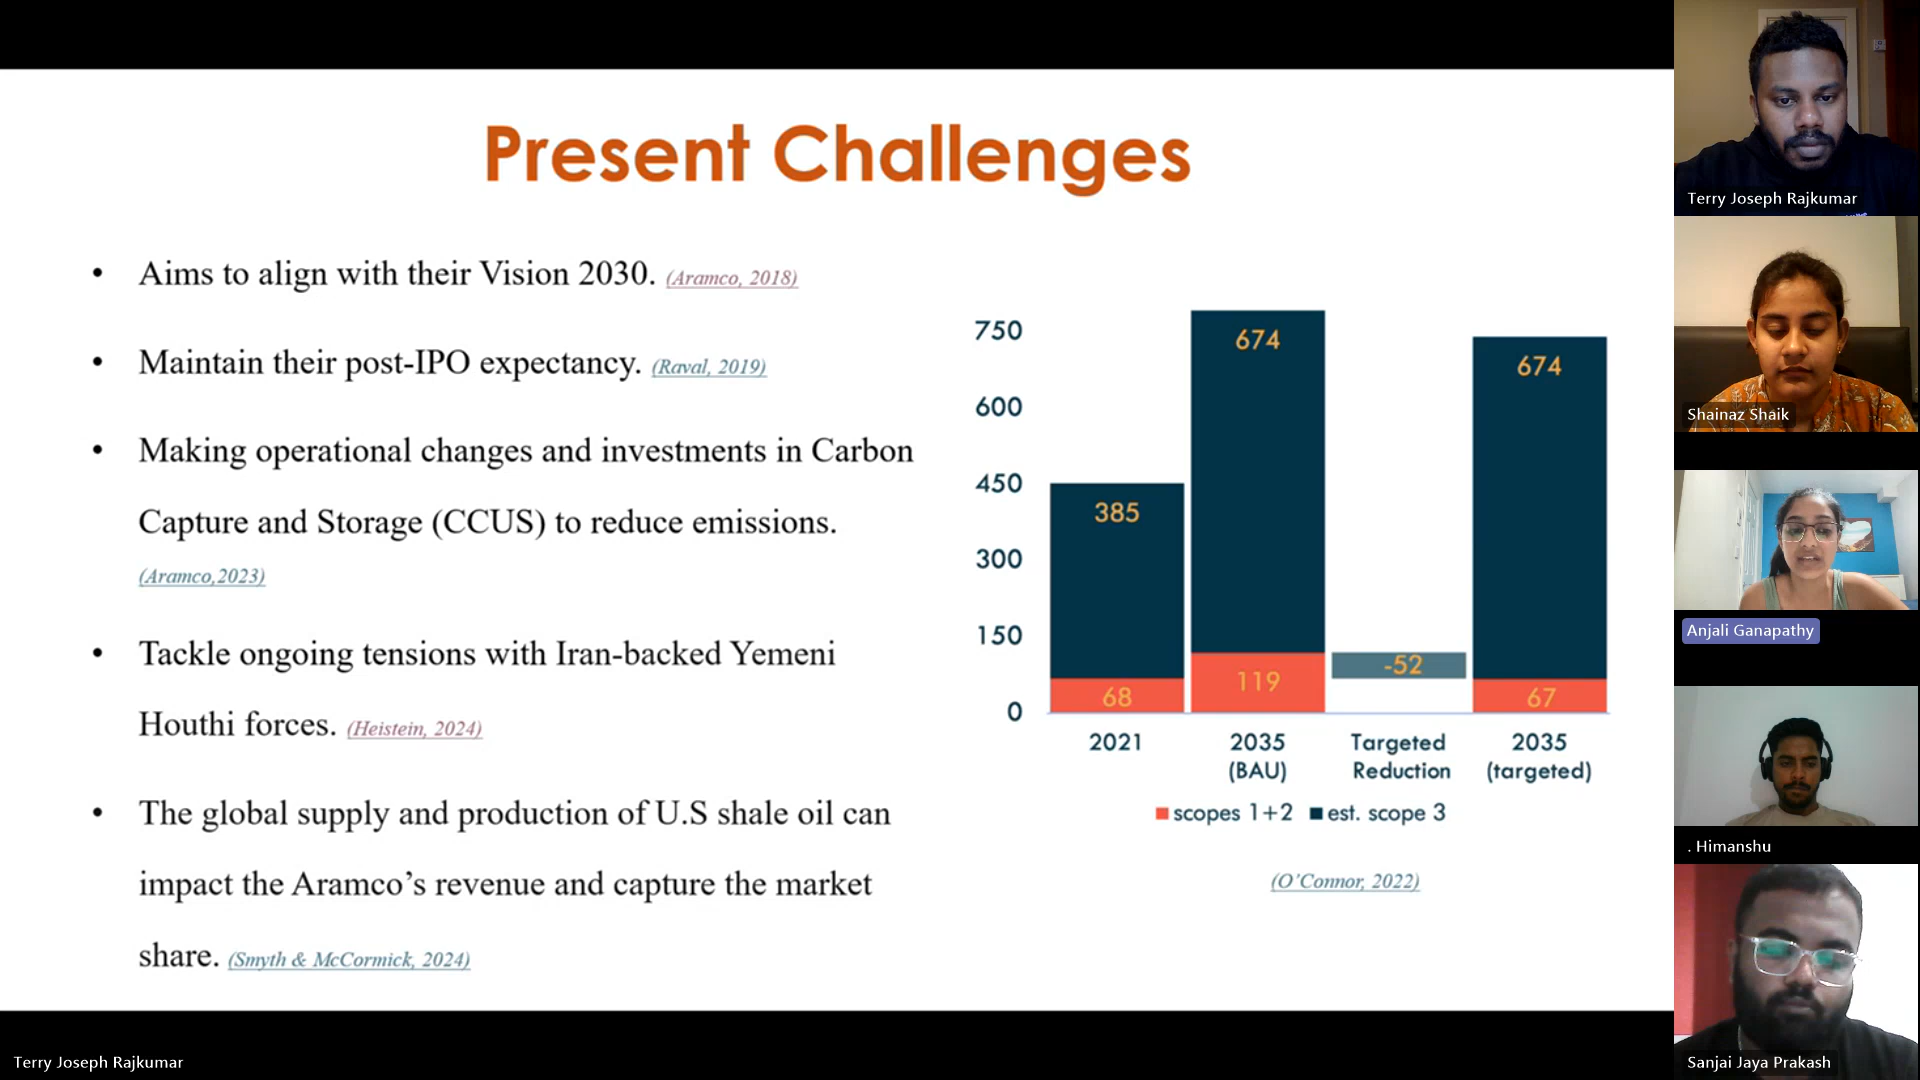 Present Challenges
• Aims to align with their Vision 2030. (Aramco, 2018)
• Maintain their post-IPO expectancy. (Raval, 2019)
• Making operational changes and investments in Carbon
Capture and Storage (CCUS) to reduce emissions.
(Aramco,2023)
• Tackle ongoing tensions with Iran-backed Yemeni
Houthi forces. (Heistein, 2024)
• The global supply and production of U.S shale oil can
impact the Aramco’s revenue and capture the market
share. (Smyth & McCormick, 2024)
750
600
450
300
150
0
385
68
674
119
-52
674
67
2021
2035
(BAU)
Targeted
Reduction
2035
(targeted)
scopes 1+2 est. scope 3
(O’Connor, 2022)
Terry Joseph Rajkumar
Shainaz Shaik
Anjali Ganapathy
. Himanshu
Sanjai Jaya Prakash
Terry Joseph Rajkumar